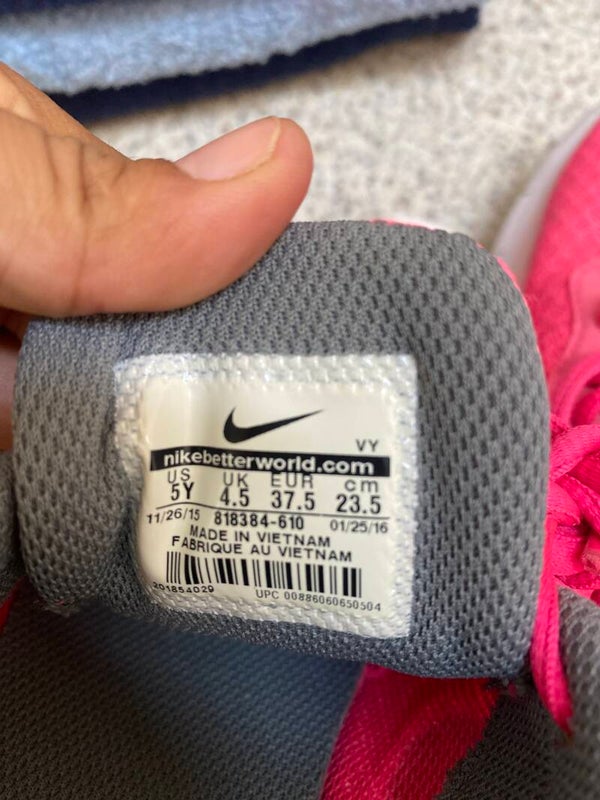 VY
nikebetterworld.com
US UK EUR cm
5Y 4.5 37.5 23.5
11/26/15 818384-610 01/25/16
MADE IN VIETNAM
FABRIQUE AU VIETNAM
201854029 UPC 00886060650504